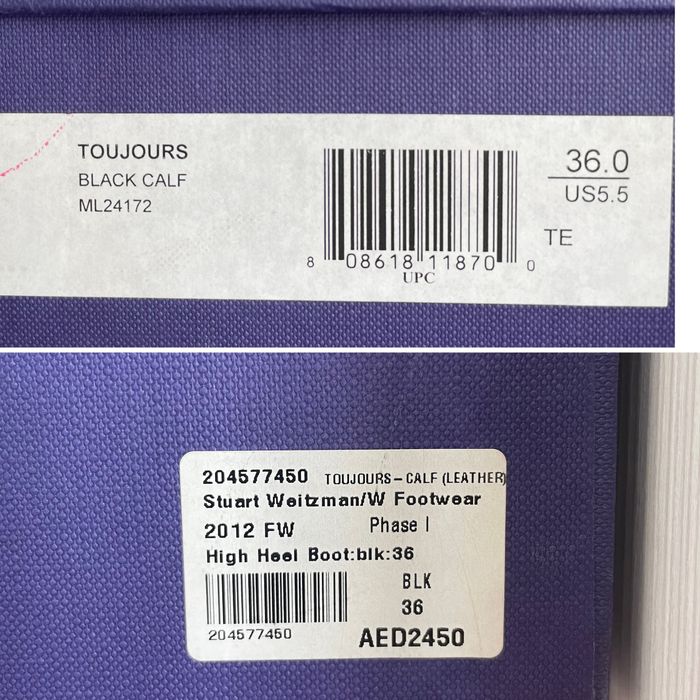 TOUJOURS
BLACK CALF
ML24172
8 08618 11870 0
UPC
36.0
US5.5
TE
204577450 TOUJOURS-CALF (LEATHER)
Stuart Weitzman/W Footwear
2012 FW Phase I
High Heel Boot:blk:36
BLK
36
204577450
AED2450